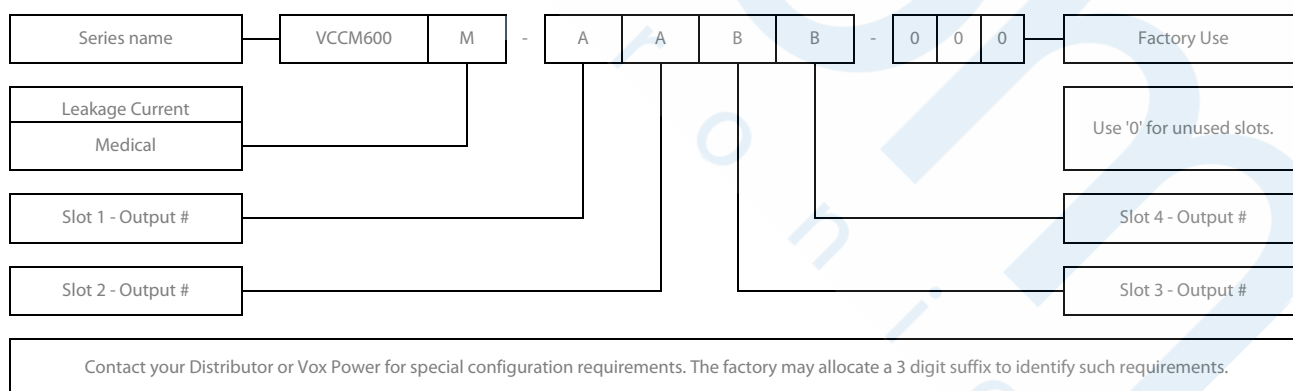 Series name VCCM600 M - A A B B - 0 0 0 Factory Use
Leakage Current
Medical
Use '0' for unused slots.
Slot 1 - Output # Slot 4 - Output #
Slot 2 - Output # Slot 3 - Output #
Contact your Distributor or Vox Power for special configuration requirements. The factory may allocate a 3 digit suffix to identify such requirements.